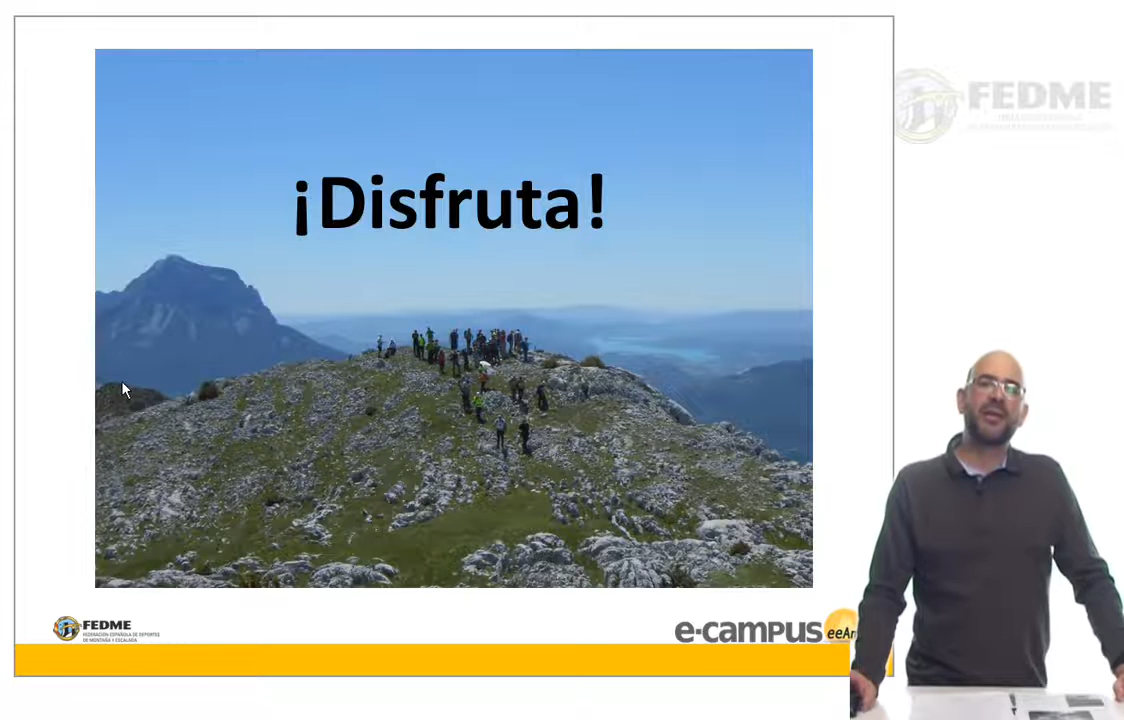 ¡Disfruta!
FEDME
FEDME
FEDERACIÓN ESPAÑOLA DE DEPORTES
DE MONTAÑA Y ESCALADA
e-campus